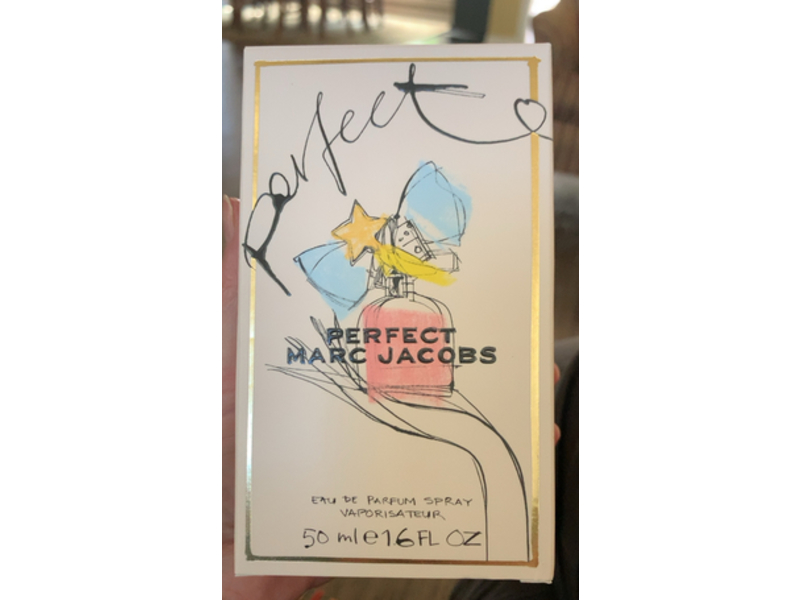 perfect
PERFECT
MARC JACOBS
EAU DE PARFUM SPRAY
VAPORISATEUR
50 ml e 1.6 FL OZ